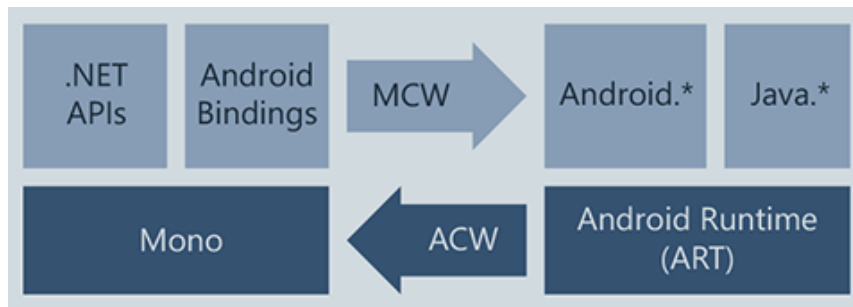 .NET
APIs
Android
Bindings
MCW
Android.*
Java.*
Mono
ACW
Android Runtime
(ART)